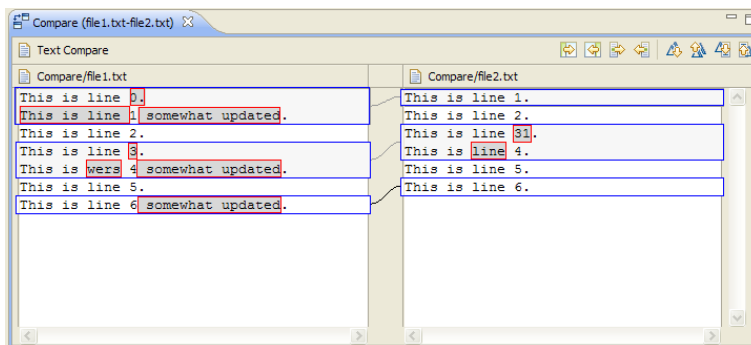 Compare (file1.txt-file2.txt)
Text Compare
Compare/file1.txt
This is line 0.
This is line 1 somewhat updated.
This is line 2.
This is line 3.
This is wers 4 somewhat updated.
This is line 5.
This is line 6 somewhat updated.
Compare/file2.txt
This is line 1.
This is line 2.
This is line 31.
This is line 4.
This is line 5.
This is line 6.